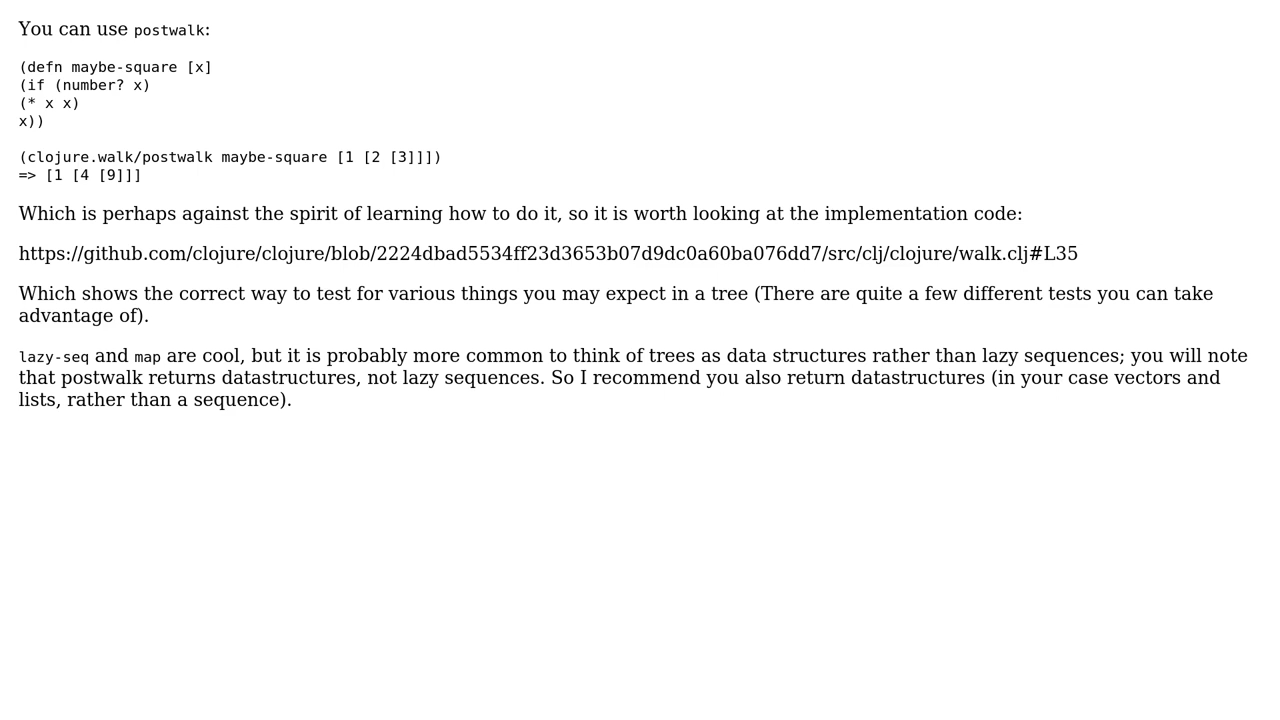 You can use postwalk:
(defn maybe-square [x]
(if (number? x)
(* x x)
x))
(clojure.walk/postwalk maybe-square [1 [2 [3]]])
=> [1 [4 [9]]]
Which is perhaps against the spirit of learning how to do it, so it is worth looking at the implementation code:
https://github.com/clojure/clojure/blob/2224dbad5534ff23d3653b07d9dc0a60ba076dd7/src/clj/clojure/walk.clj#L35
Which shows the correct way to test for various things you may expect in a tree (There are quite a few different tests you can take
advantage of).
lazy-seq and map are cool, but it is probably more common to think of trees as data structures rather than lazy sequences; you will note
that postwalk returns datastructures, not lazy sequences. So I recommend you also return datastructures (in your case vectors and
lists, rather than a sequence).